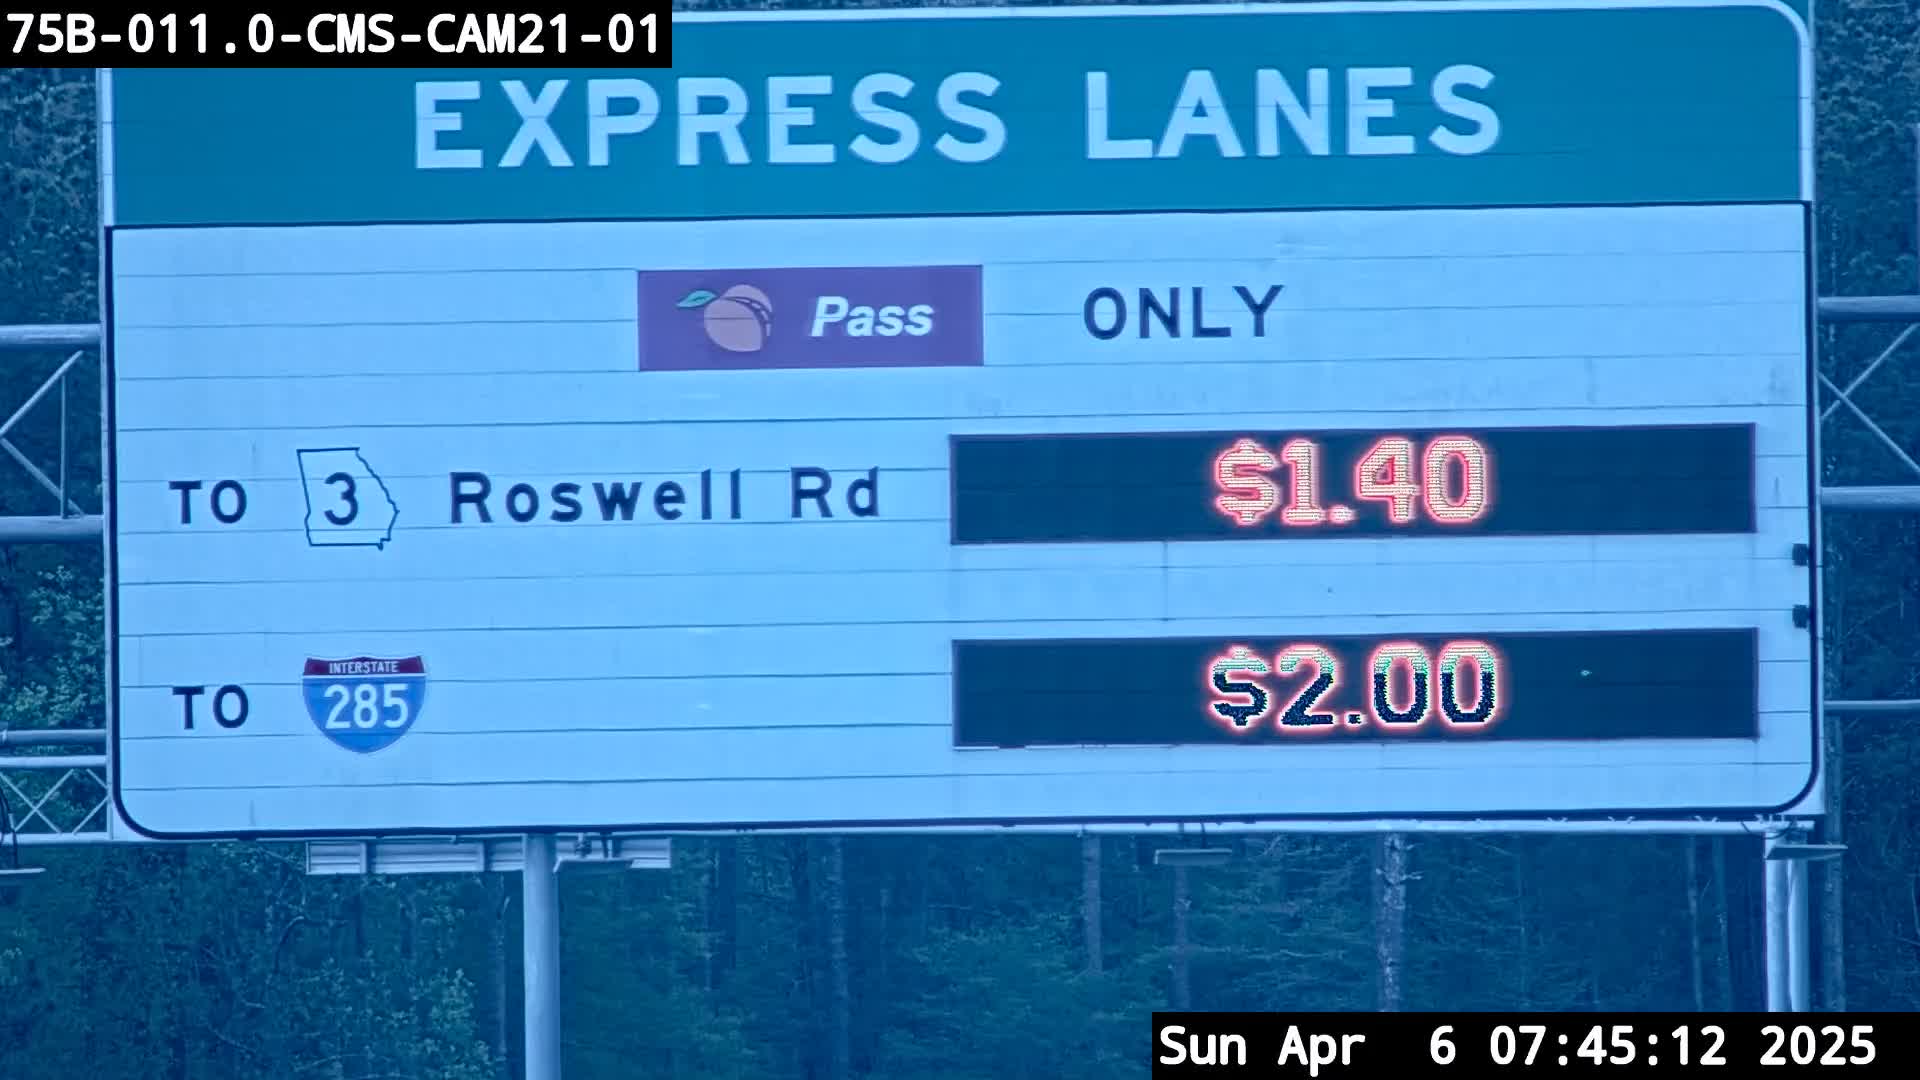 75B-011.0-CMS-CAM21-01
EXPRESS LANES
Pass ONLY
TO 3 Roswell Rd $1.40
TO INTERSTATE 285 $2.00
Sun Apr 6 07:45:12 2025